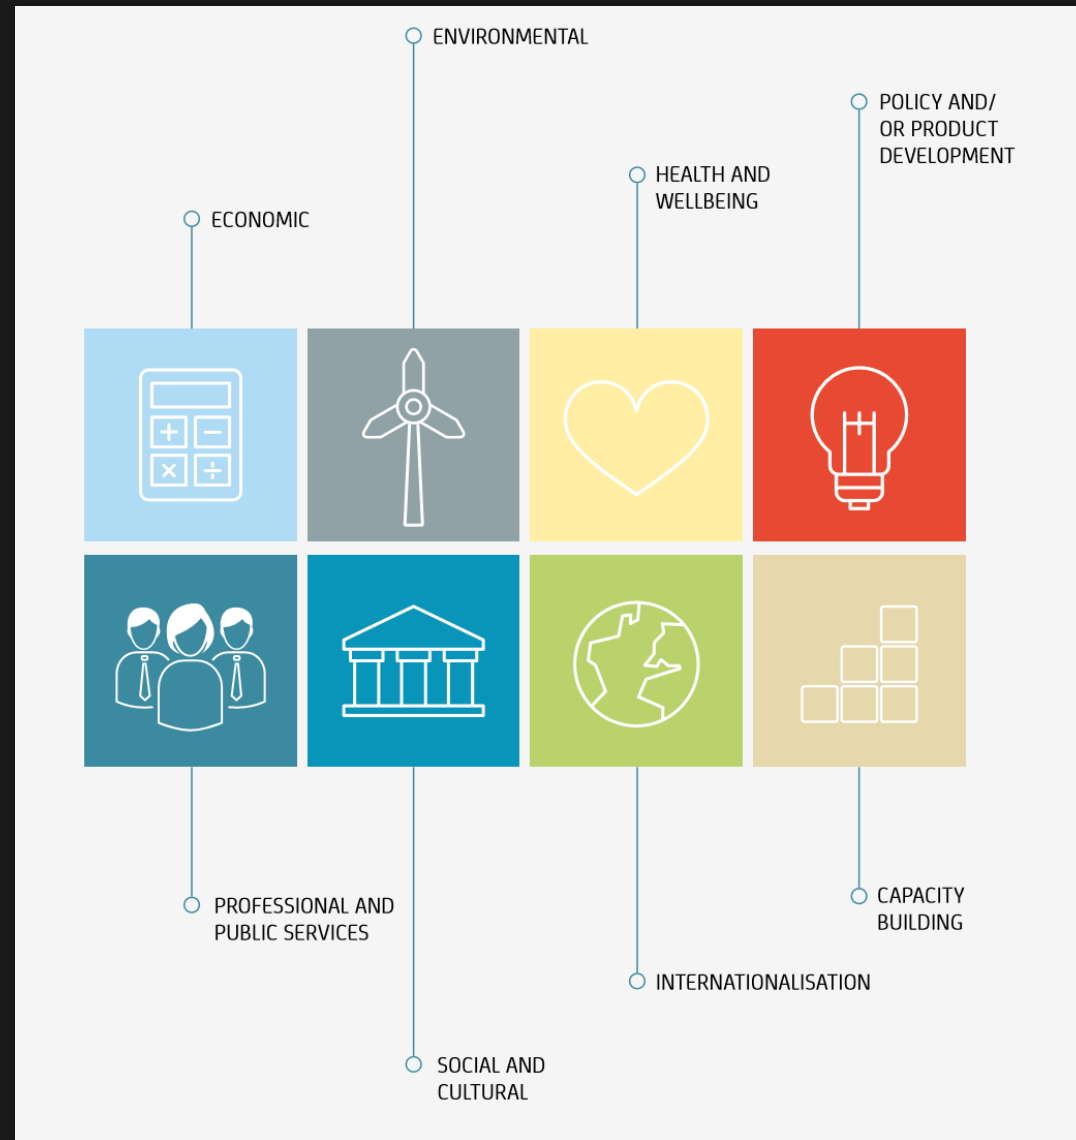 ENVIRONMENTAL
POLICY AND/
OR PRODUCT
DEVELOPMENT
HEALTH AND
WELLBEING
ECONOMIC
PROFESSIONAL AND
PUBLIC SERVICES
CAPACITY
BUILDING
INTERNATIONALISATION
SOCIAL AND
CULTURAL